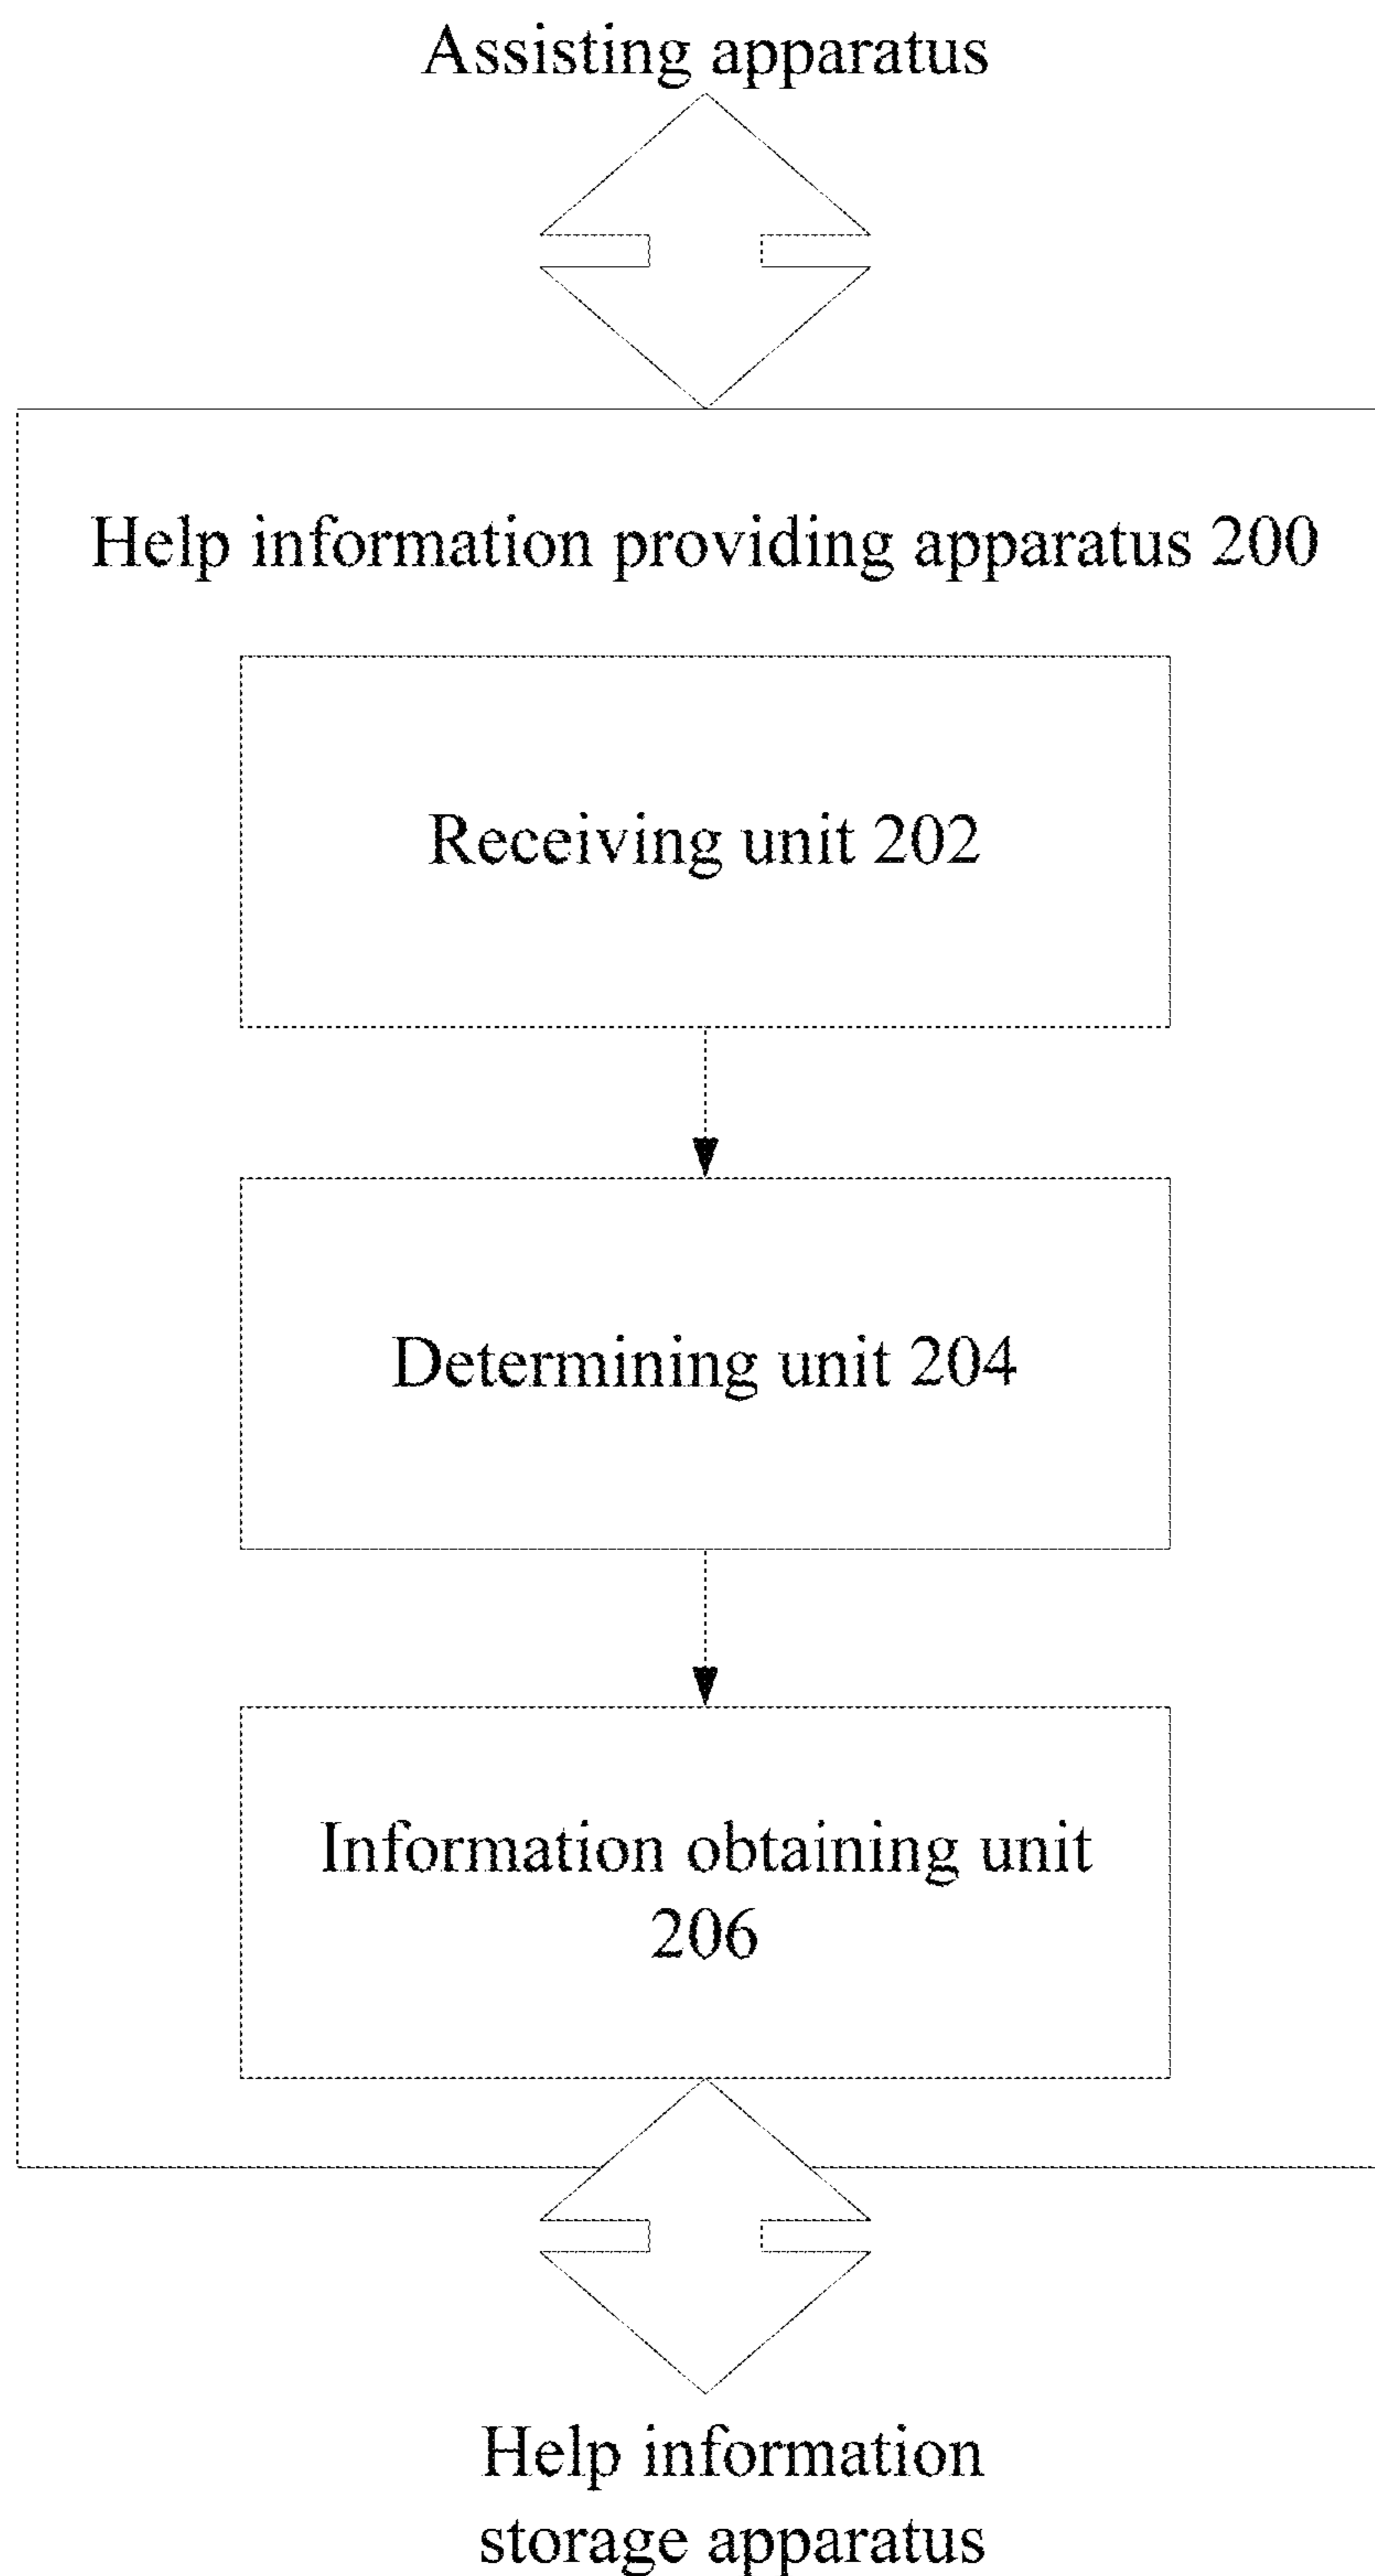 Assisting apparatus
Help information providing apparatus 200
Receiving unit 202
Determining unit 204
Information obtaining unit
206
Help information
storage apparatus